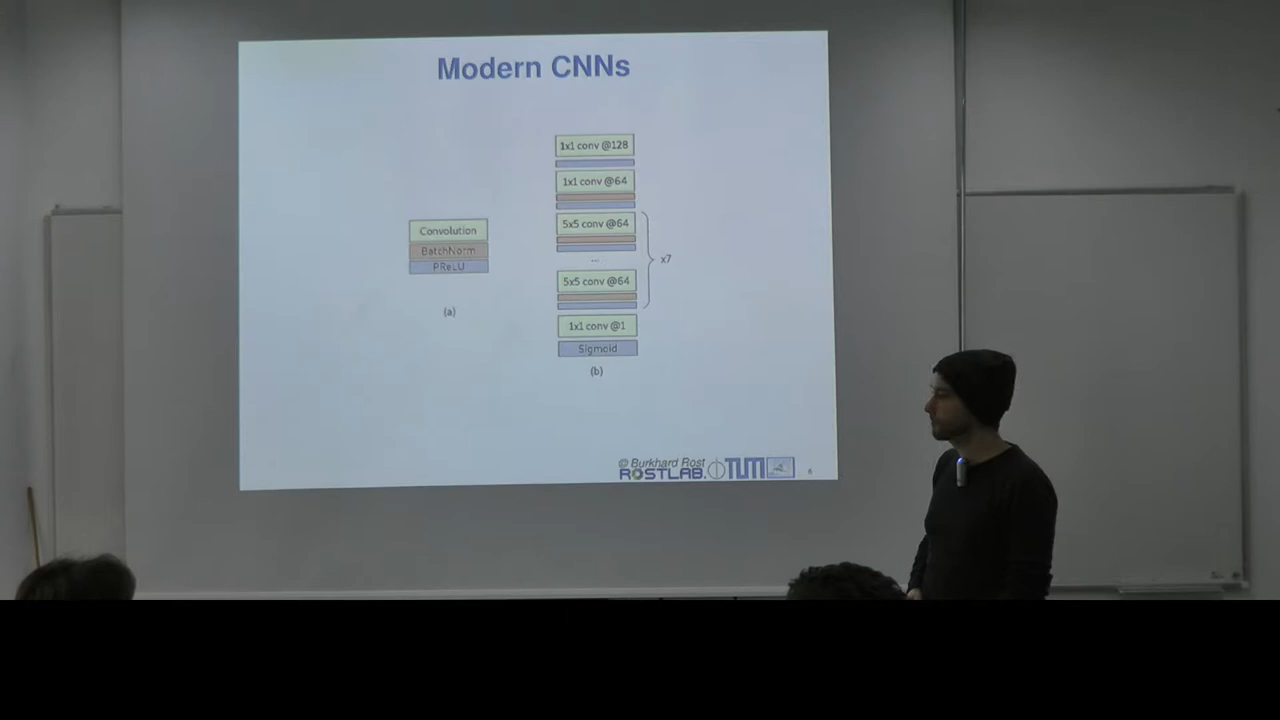 Modern CNNs
Convolution
BatchNorm
PReLU
(a)
1x1 conv @128
1x1 conv @64
5x5 conv @64
...
5x5 conv @64
x7
1x1 conv @1
Sigmoid
(b)
© Burkhard Rost
ROSTLAB.
TUM
6